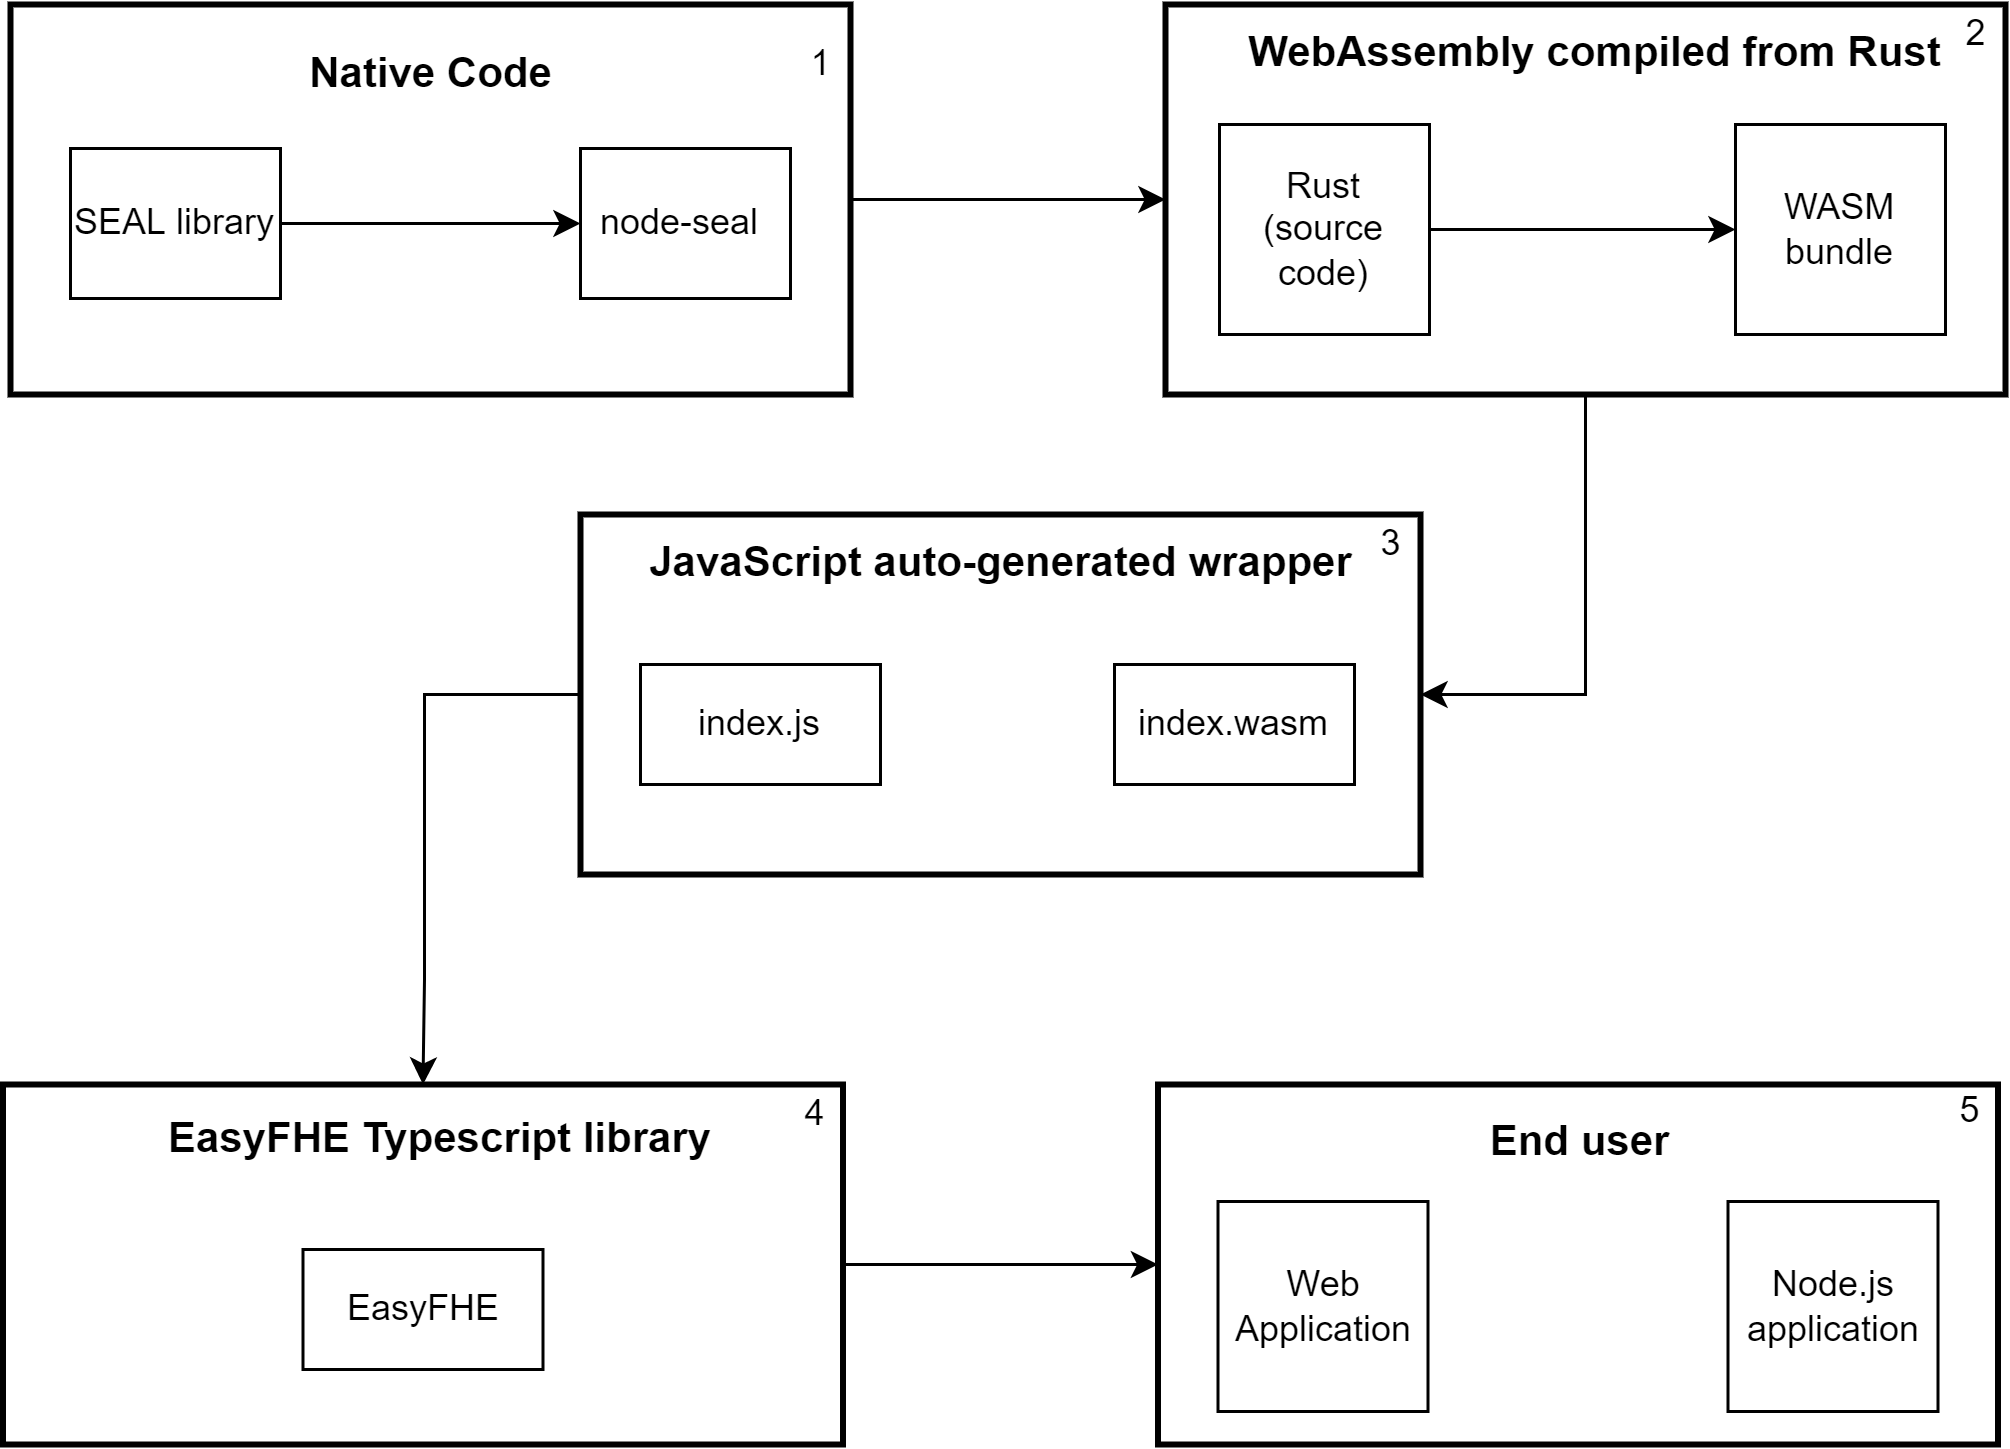 Native Code
1
SEAL library
node-seal
WebAssembly compiled from Rust
2
Rust
(source
code)
WASM
bundle
JavaScript auto-generated wrapper
3
index.js
index.wasm
EasyFHE Typescript library
4
EasyFHE
End user
5
Web
Application
Node.js
application